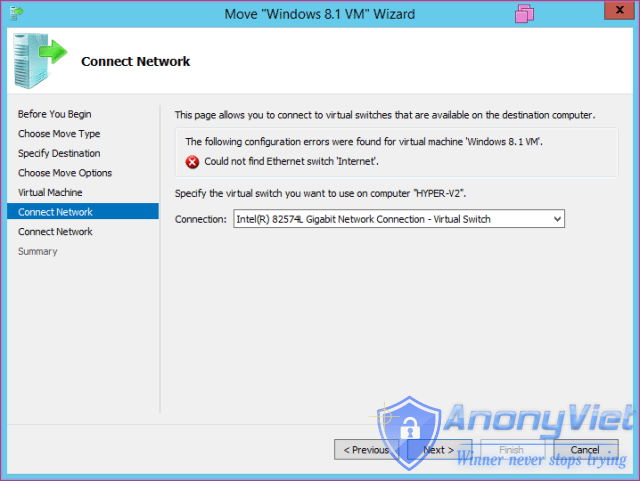 Move "Windows 8.1 VM" Wizard
x
Connect Network
Before You Begin
Choose Move Type
Specify Destination
Choose Move Options
Virtual Machine
Connect Network
Connect Network
Summary
This page allows you to connect to virtual switches that are available on the destination computer.
The following configuration errors were found for virtual machine 'Windows 8.1 VM'.
Could not find Ethernet switch 'Internet'.
Specify the virtual switch you want to use on computer "HYPER-V2".
Connection: Intel(R) 82574L Gigabit Network Connection - Virtual Switch
AnonyViet
< Previous Next > Finish Cancel
Winner never stops trying